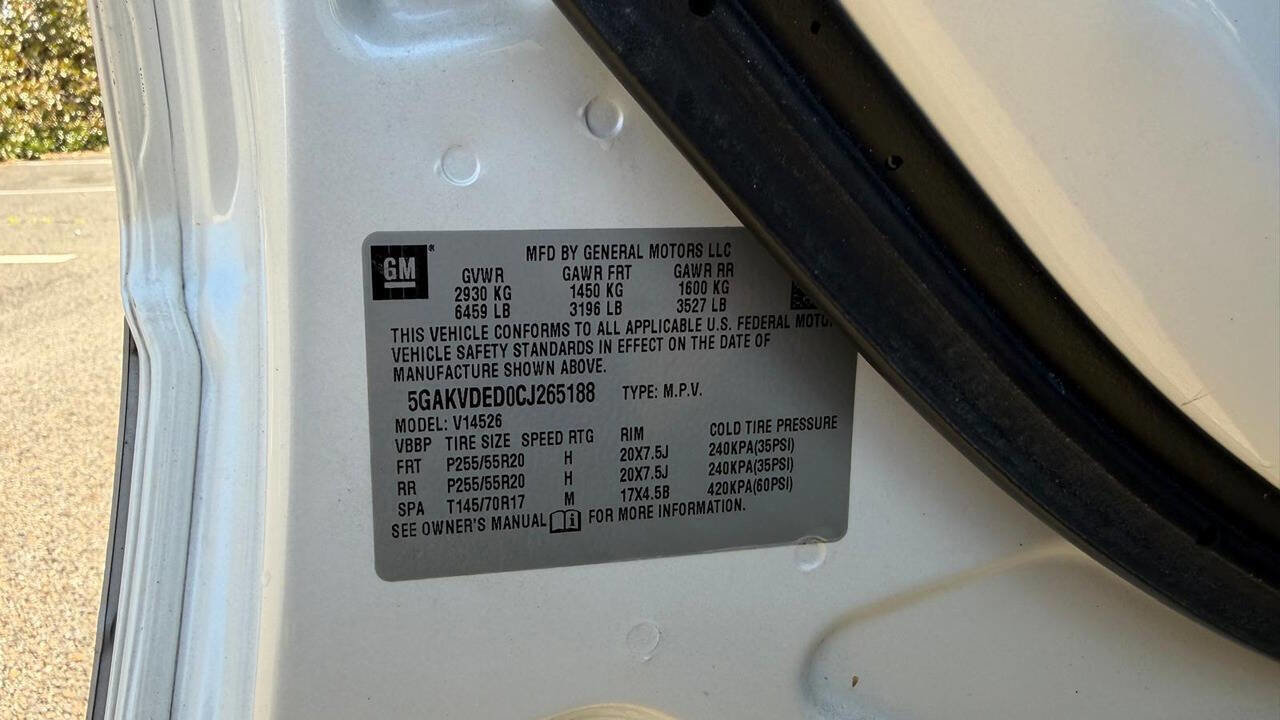 GM®
MFD BY GENERAL MOTORS LLC
GVWR GAWR FRT GAWR RR
2930 KG 1450 KG 1600 KG
6459 LB 3196 LB 3527 LB
THIS VEHICLE CONFORMS TO ALL APPLICABLE U.S. FEDERAL
VEHICLE SAFETY STANDARDS IN EFFECT ON THE DATE OF
MANUFACTURE SHOWN ABOVE.
5GAKVDED0CJ265188 TYPE: M.P.V.
MODEL: V14526
VBBP TIRE SIZE SPEED RTG RIM COLD TIRE PRESSURE
FRT P255/55R20 H 20X7.5J 240KPA(35PSI)
RR P255/55R20 H 20X7.5J 240KPA(35PSI)
SPA T145/70R17 M 17X4.5B 420KPA(60PSI)
SEE OWNER'S MANUAL FOR MORE INFORMATION.